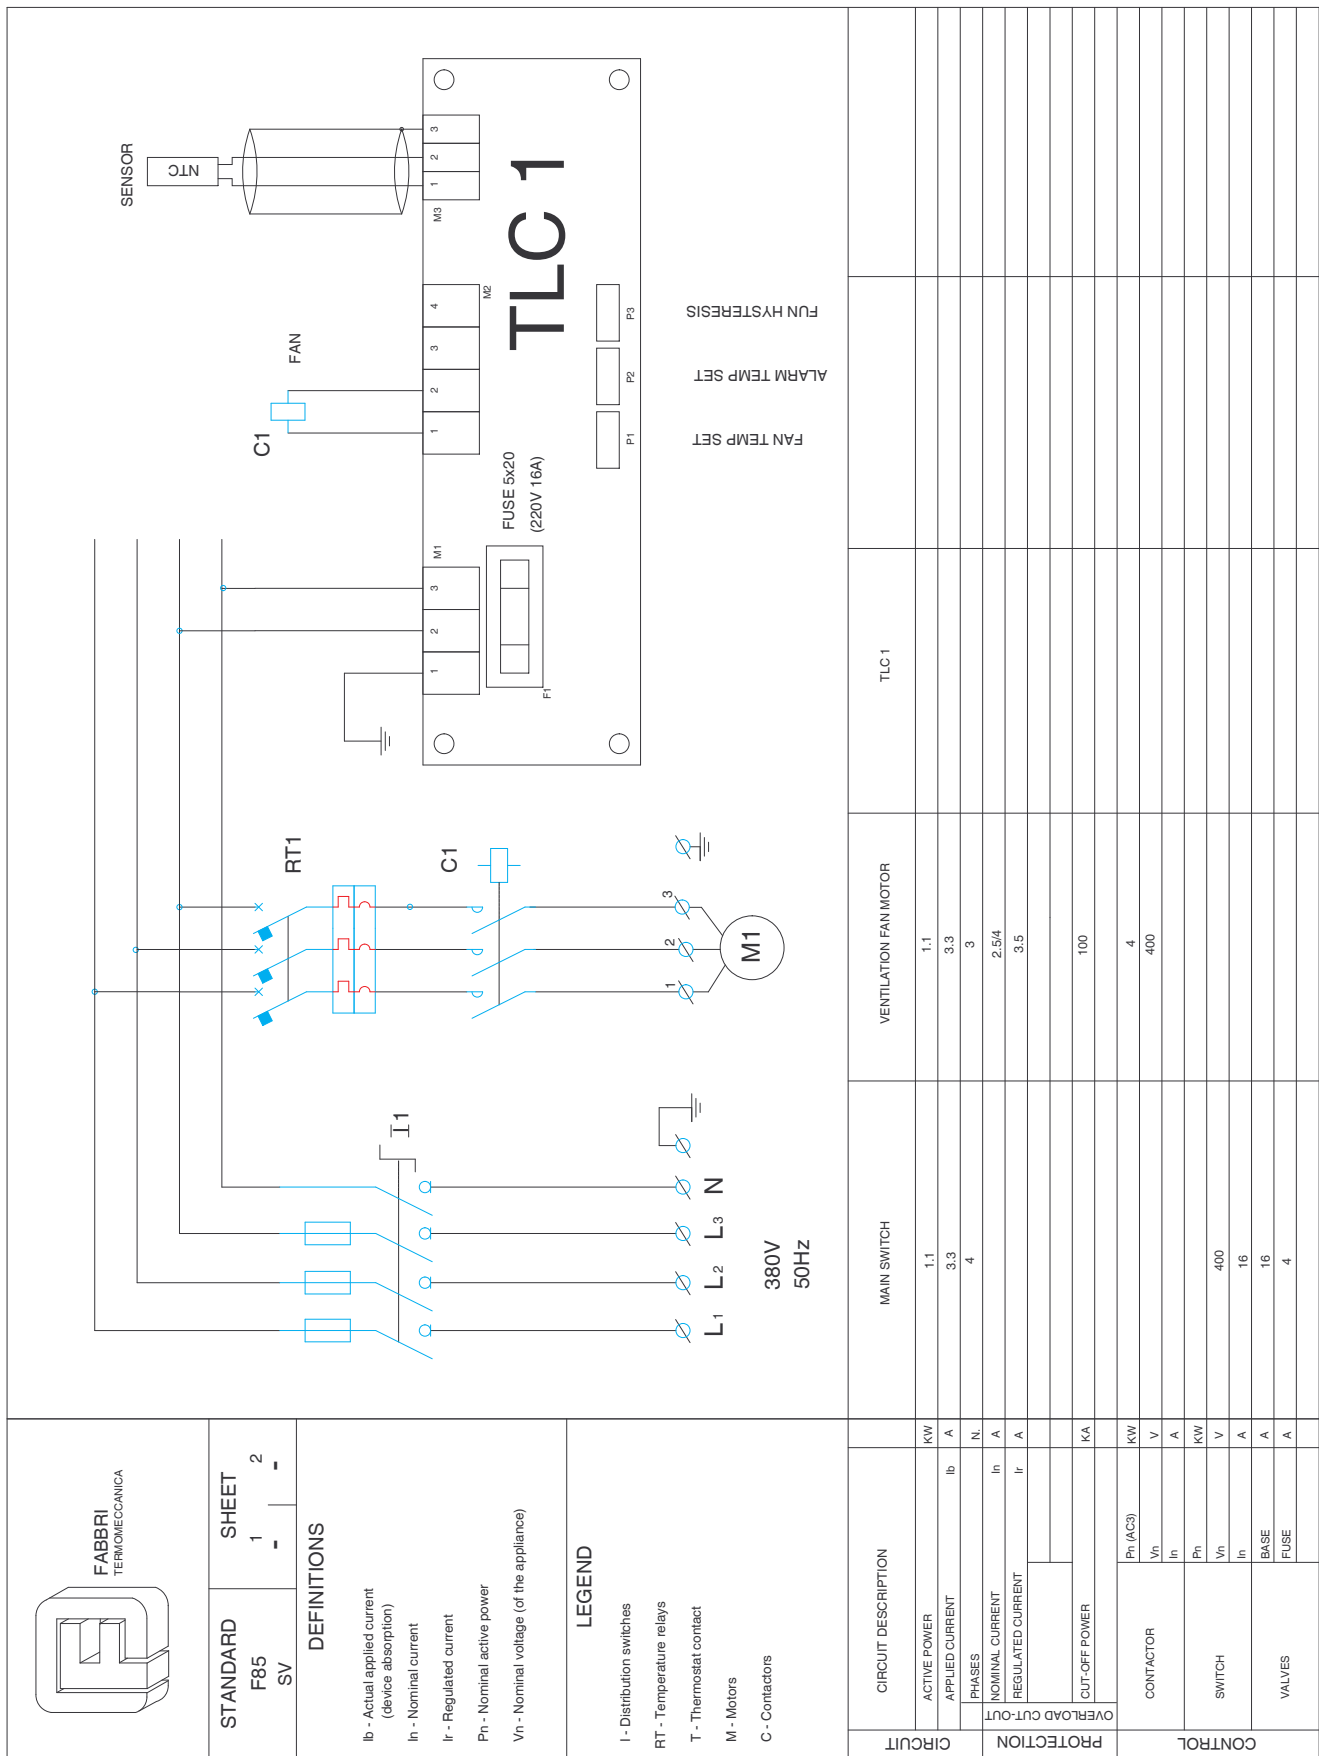 FABBRI
TERMOMECCANICA
STANDARD
F85
SV
SHEET
1 2
- -
DEFINITIONS
Ib - Actual applied current
(device absorption)
In - Nominal current
Ir - Regulated current
Pn - Nominal active power
Vn - Nominal voltage (of the appliance)
LEGEND
I - Distribution switches
RT - Temperature relays
T - Thermostat contact
M - Motors
C - Contactors
I1
L1 L2 L3 N
380V
50Hz
RT1
C1
1 2 3
M1
SENSOR
NTC
C1
FAN
M1
1 2 3
F1
FUSE 5x20
(220V 16A)
1 2 3 4
M2
M3
1 2 3
TLC 1
P1 P2 P3
FAN TEMP SET
ALARM TEMP SET
FUN HYSTERESIS
CIRCUIT DESCRIPTION MAIN SWITCH VENTILATION FAN MOTOR TLC 1
CIRCUIT
ACTIVE POWER KW 1.1 1.1
APPLIED CURRENT Ib A 3.3 3.3
PHASES N. 4 3
PROTECTION
OVERLOAD CUT-OUT
NOMINAL CURRENT In A 2.5/4
REGULATED CURRENT Ir A 3.5
CUT-OFF POWER KA 100
CONTROL
CONTACTOR
Pn (AC3) KW 4
Vn V 400
In A
SWITCH
Pn KW
Vn V 400
In A 16
VALVES
BASE A 16
FUSE A 4